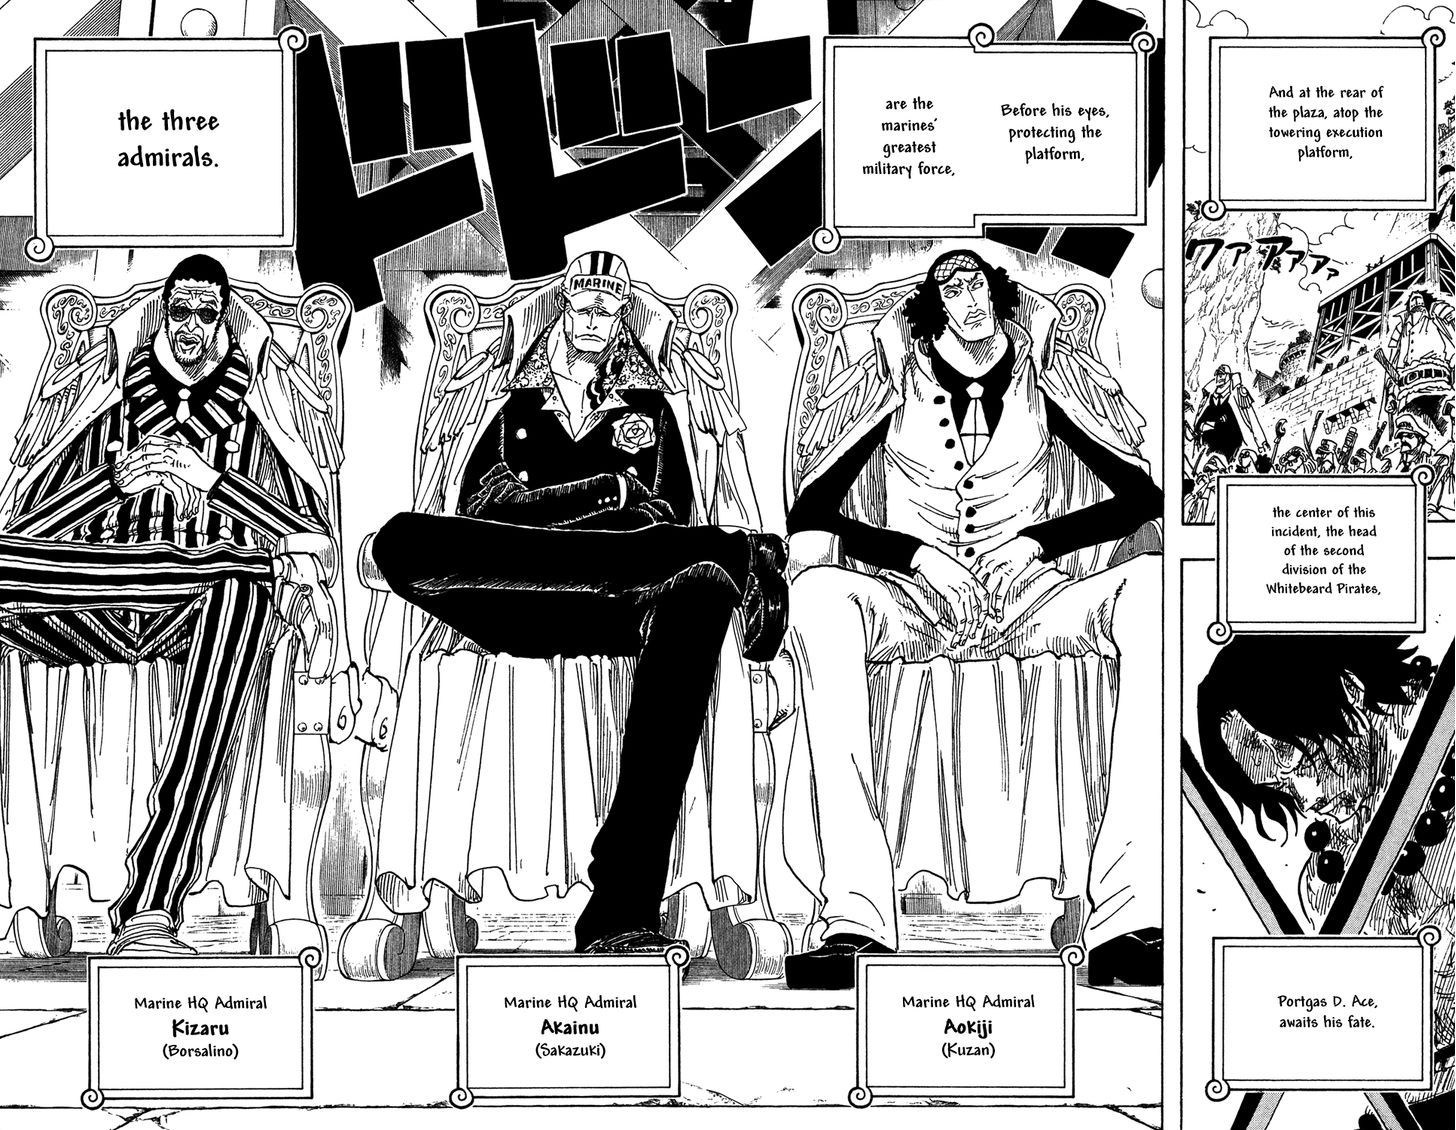 And at the rear of
the plaza, atop the
towering execution
platform,
ワァアァァァ
the center of this
incident, the head
of the second
division of the
Whitebeard Pirates,
Portgas D. Ace,
awaits his fate.
Before his eyes,
protecting the
platform,
are the
marines'
greatest
military force,
ドドン
the three
admirals.
MARINE
Marine HQ Admiral
Aokiji
(Kuzan)
Marine HQ Admiral
Akainu
(Sakazuki)
Marine HQ Admiral
Kizaru
(Borsalino)